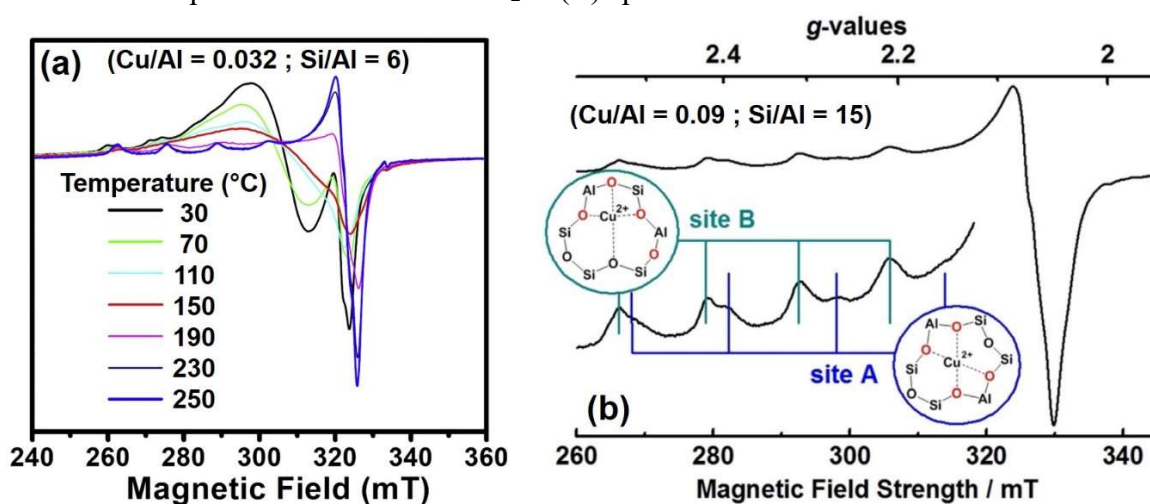 (a)
(Cu/Al = 0.032 ; Si/Al = 6)
Temperature (°C)
30
70
110
150
190
230
250
240 260 280 300 320 340 360
Magnetic Field (mT)
g-values
2.4 2.2 2
(Cu/Al = 0.09 ; Si/Al = 15)
Al O Si
O Cu2+ O
Si Al
O O
Si O Si
site B
Al O Si
O O
Cu2+ Si
Si O
O Al
Si O
site A
(b)
260 280 300 320 340
Magnetic Field Strength / mT